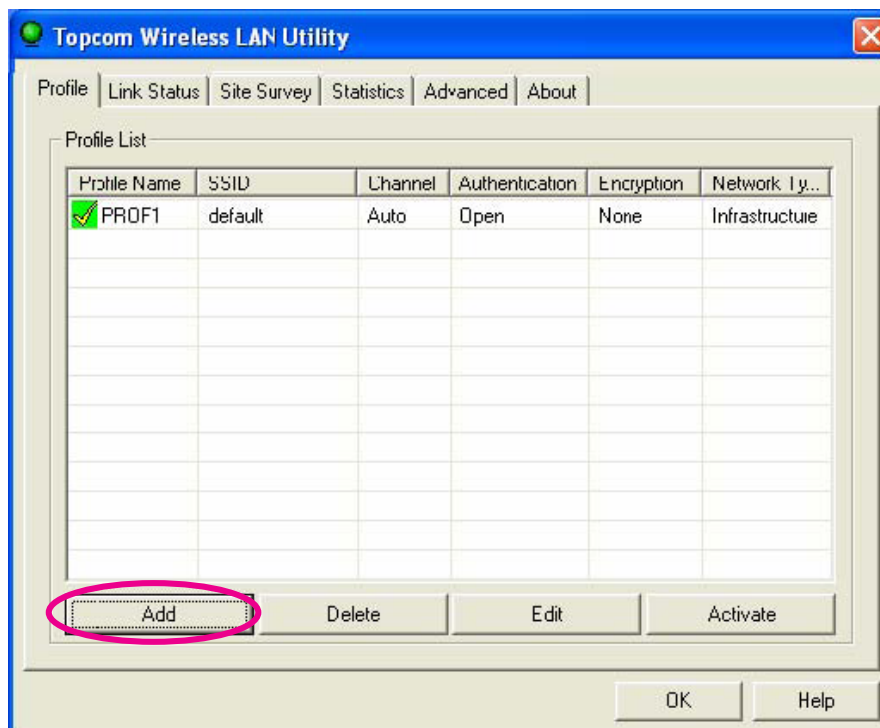 Topcom Wireless LAN Utility
Profile Link Status Site Survey Statistics Advanced About
Profile List
Profile Name SSID Channel Authentication Encryption Network Ty...
PROF1 default Auto Open None Infrastructure
Add Delete Edit Activate
OK Help